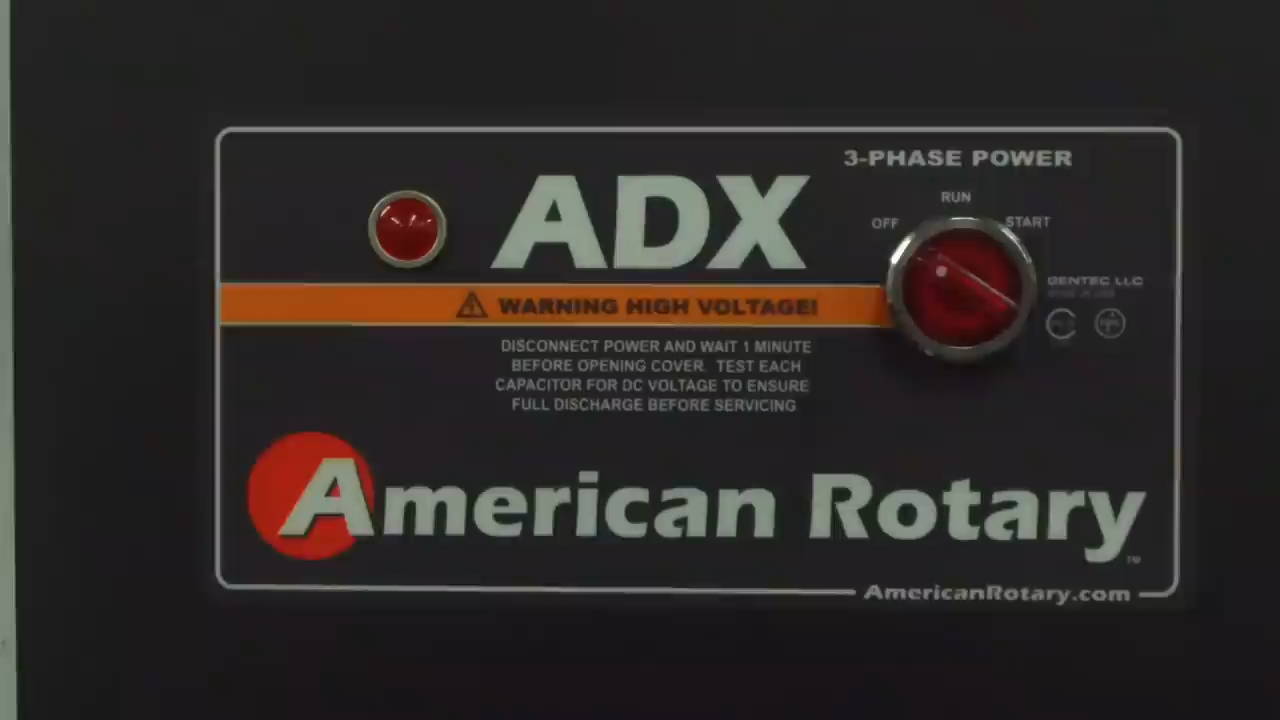 3-PHASE POWER
ADX
RUN
OFF
START
GENTEC LLC
WARNING HIGH VOLTAGE!
DISCONNECT POWER AND WAIT 1 MINUTE
BEFORE OPENING COVER. TEST EACH
CAPACITOR FOR DC VOLTAGE TO ENSURE
FULL DISCHARGE BEFORE SERVICING
American Rotary
TM
AmericanRotary.com